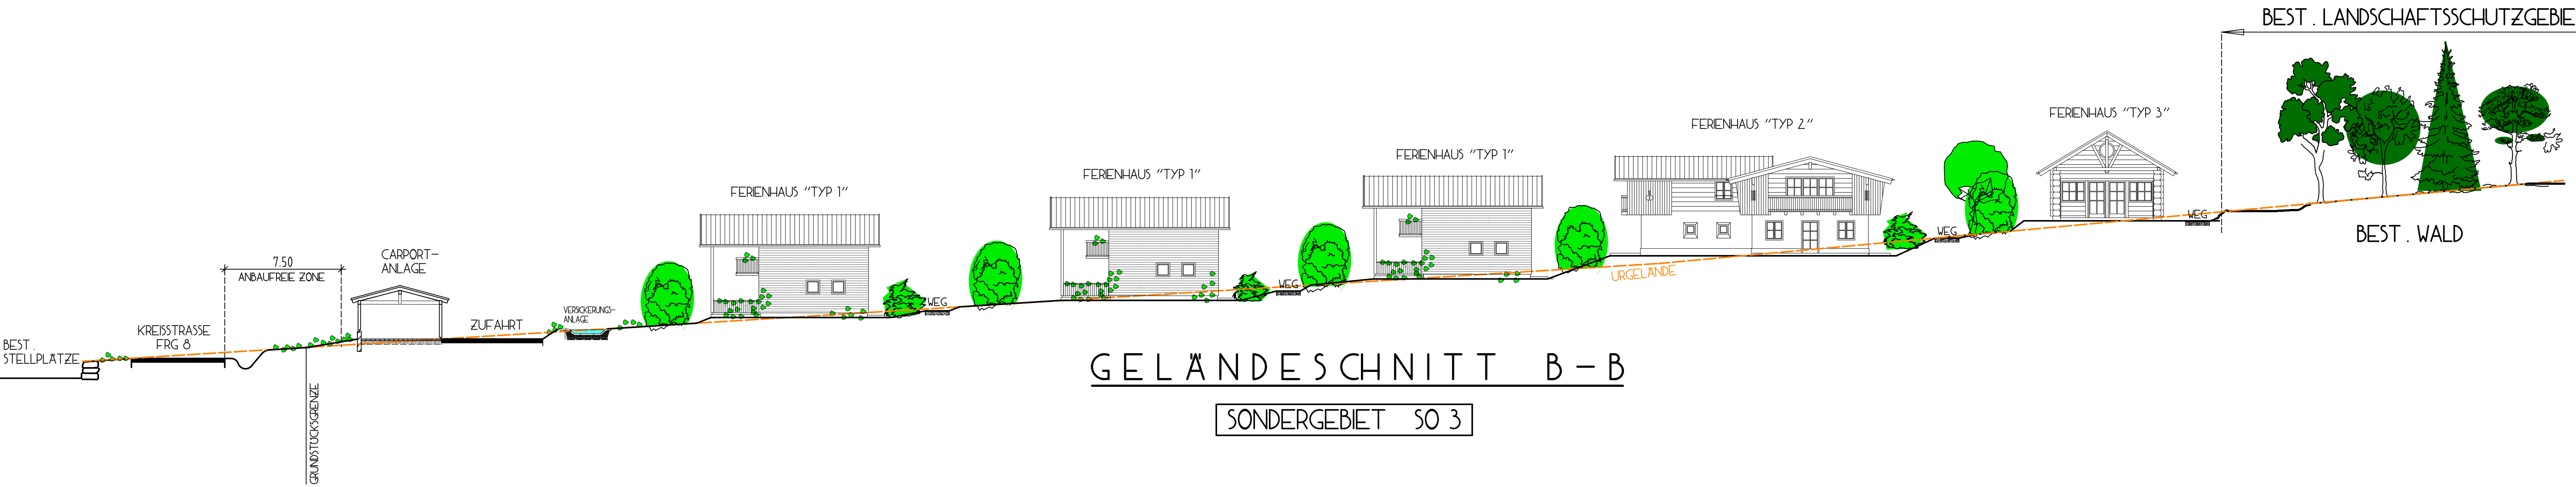 BEST . LANDSCHAFTSSCHUTZGEBIE
FERIENHAUS "TYP 3"
FERIENHAUS "TYP 2"
FERIENHAUS "TYP 1"
FERIENHAUS "TYP 1"
FERIENHAUS "TYP 1"
WEG
WEG
BEST . WALD
CARPORT-
ANLAGE
7.50
ANBAUFREIE ZONE
URGELÄNDE
WEG
WEG
VERSICKERUNGS-
ANLAGE
ZUFAHRT
KREISSTRASSE
FRG 8
BEST .
STELLPLÄTZE
GRUNDSTÜCKSGRENZE
GELÄNDESCHNITT B-B
SONDERGEBIET SO 3